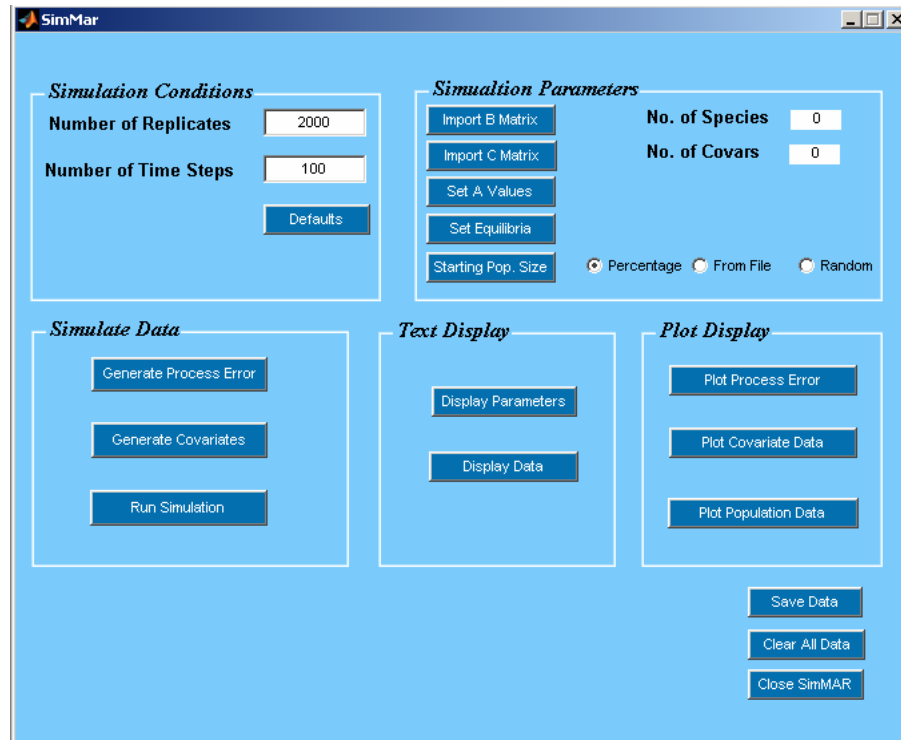 SimMar
Simulation Conditions
Number of Replicates 2000
Number of Time Steps 100
Defaults
Simualtion Parameters
Import B Matrix
Import C Matrix
Set A Values
Set Equilibria
Starting Pop. Size
No. of Species 0
No. of Covars 0
Percentage From File Random
Simulate Data
Generate Process Error
Generate Covariates
Run Simulation
Text Display
Display Parameters
Display Data
Plot Display
Plot Process Error
Plot Covariate Data
Plot Population Data
Save Data
Clear All Data
Close SimMAR